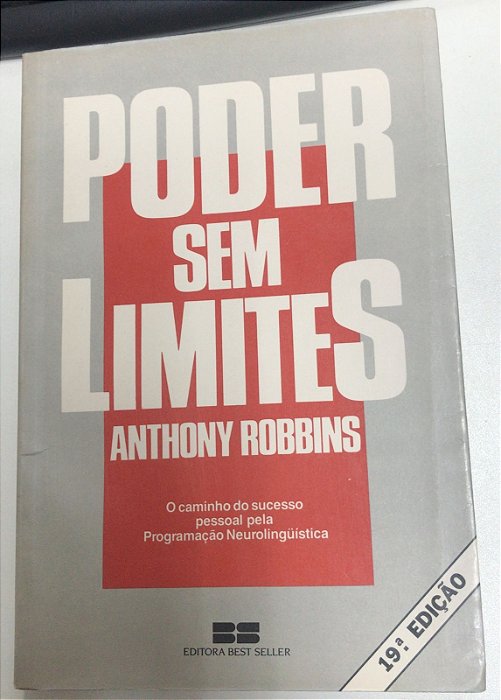 PODER
SEM
LIMITES
ANTHONY ROBBINS
O caminho do sucesso
pessoal pela
Programação Neurolingüística
BS
EDITORA BEST SELLER
19ª EDIÇÃO